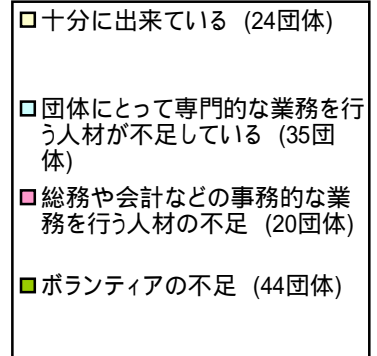 十分に出来ている (24団体)
団体にとって専門的な業務を行
う人材が不足している (35団
体)
総務や会計などの事務的な業
務を行う人材の不足 (20団体)
ボランティアの不足 (44団体)